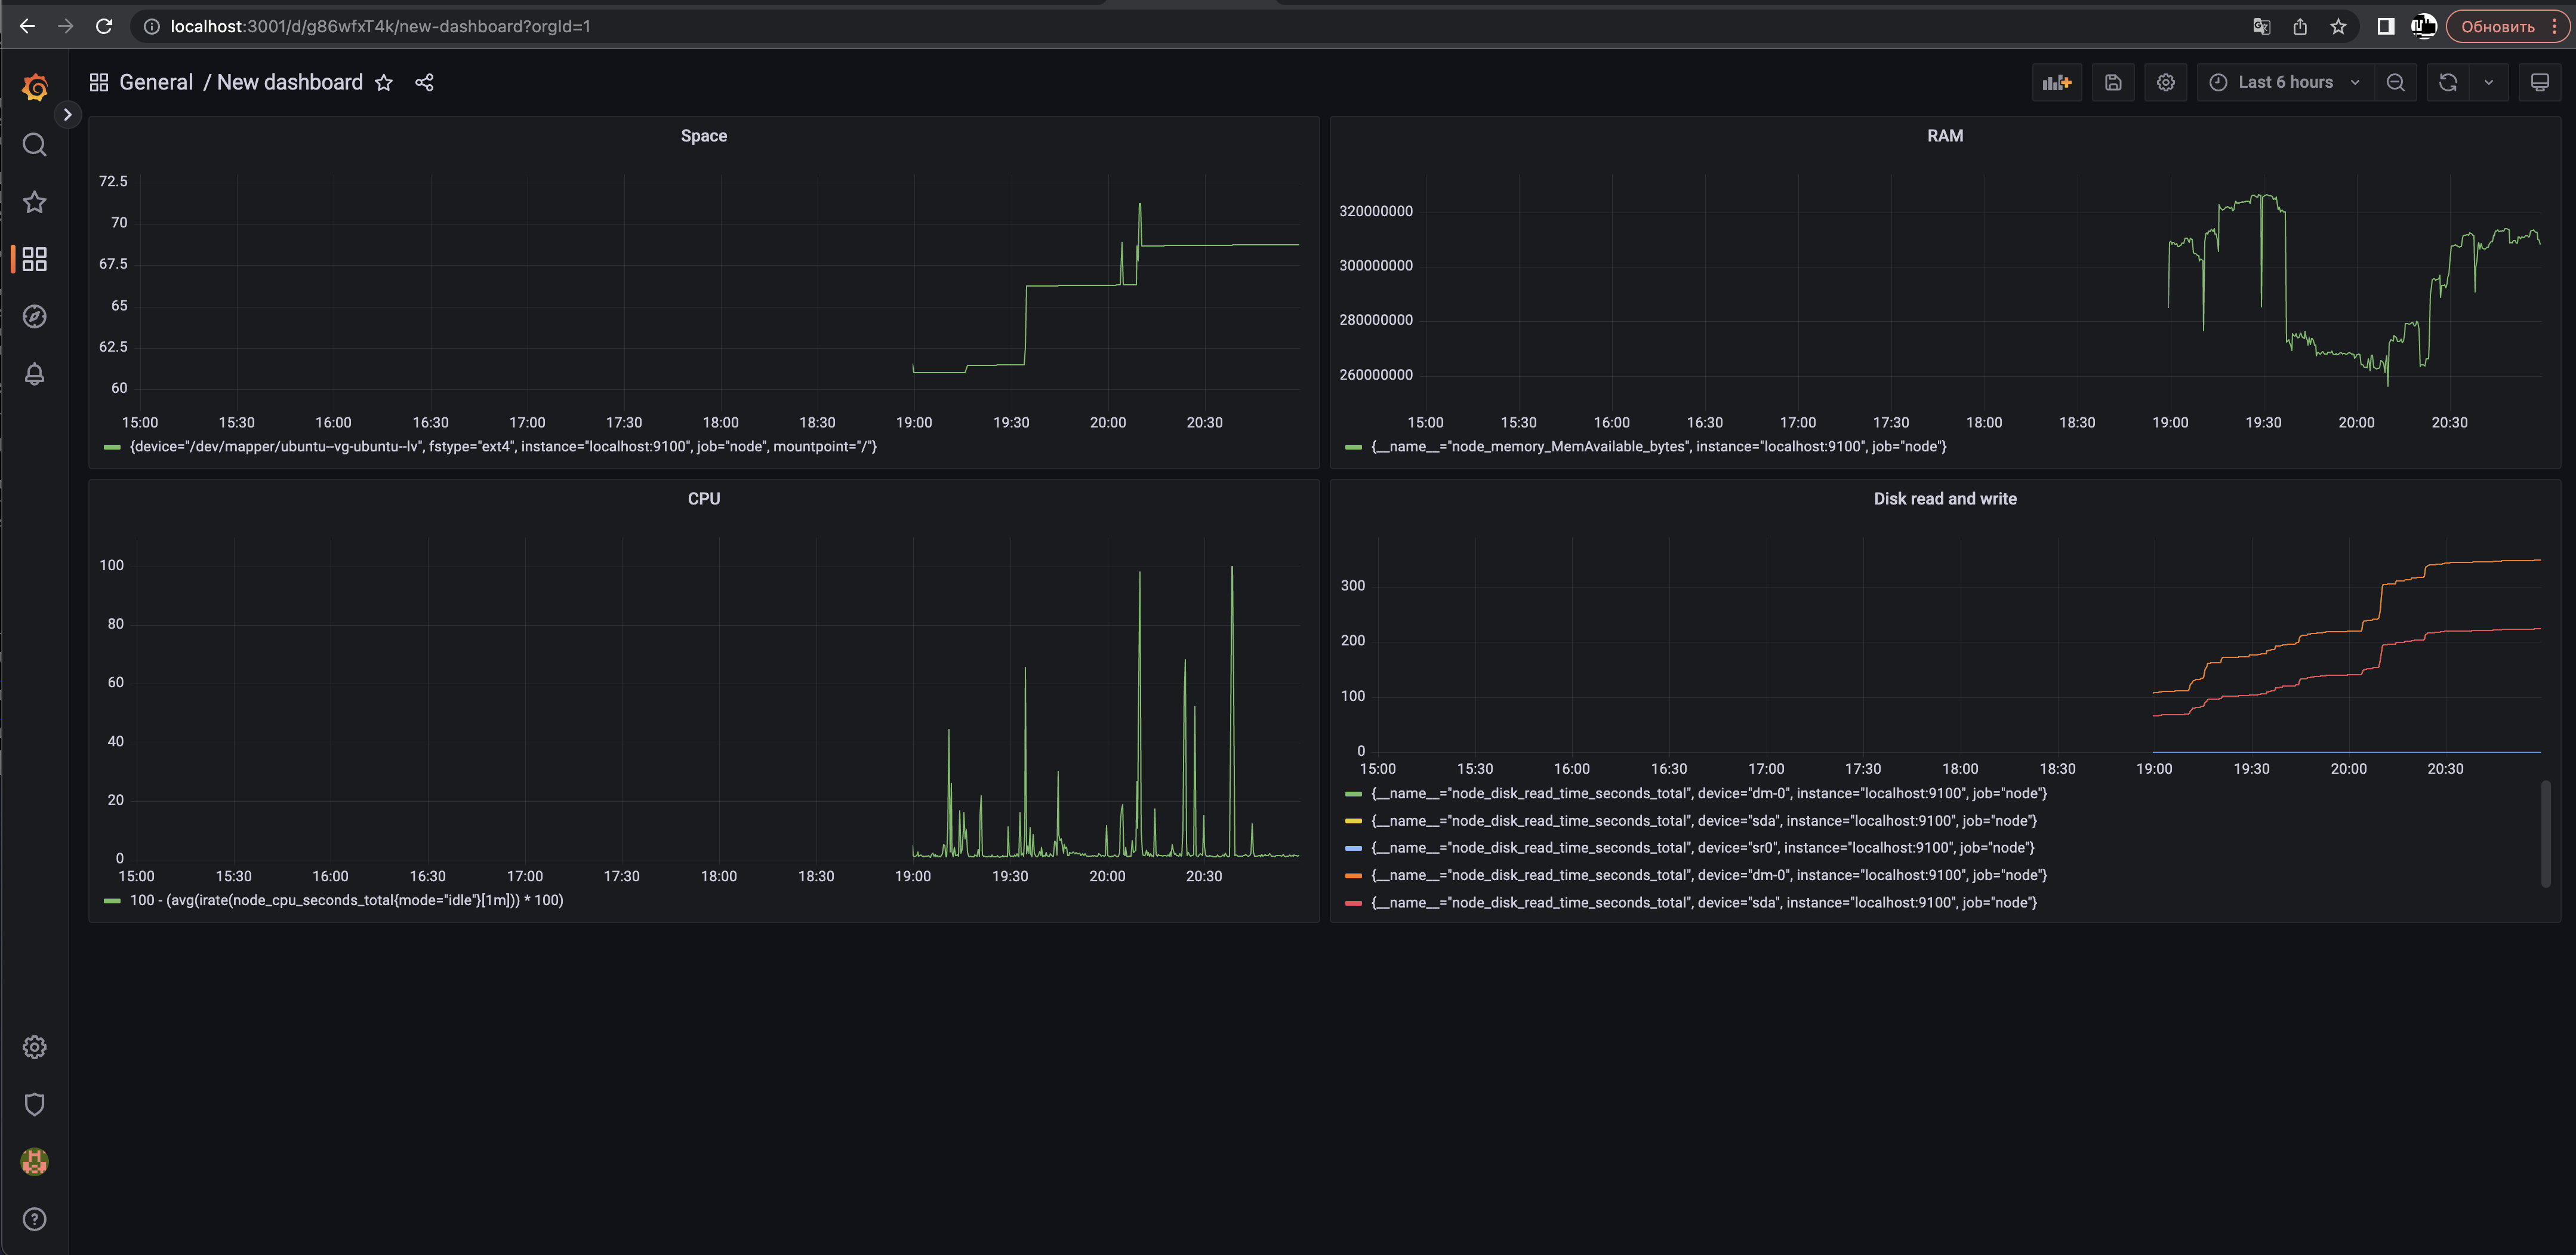 localhost:3001/d/g86wfxT4k/new-dashboard?orgId=1
Обновить
General / New dashboard
Last 6 hours
Space
72.5
70
67.5
65
62.5
60
15:00 15:30 16:00 16:30 17:00 17:30 18:00 18:30 19:00 19:30 20:00 20:30
{device="/dev/mapper/ubuntu--vg-ubuntu--lv", fstype="ext4", instance="localhost:9100", job="node", mountpoint="/"}
RAM
320000000
300000000
280000000
260000000
15:00 15:30 16:00 16:30 17:00 17:30 18:00 18:30 19:00 19:30 20:00 20:30
{__name__="node_memory_MemAvailable_bytes", instance="localhost:9100", job="node"}
CPU
100
80
60
40
20
0
15:00 15:30 16:00 16:30 17:00 17:30 18:00 18:30 19:00 19:30 20:00 20:30
100 - (avg(irate(node_cpu_seconds_total{mode="idle"}[1m])) * 100)
Disk read and write
300
200
100
0
15:00 15:30 16:00 16:30 17:00 17:30 18:00 18:30 19:00 19:30 20:00 20:30
{__name__="node_disk_read_time_seconds_total", device="dm-0", instance="localhost:9100", job="node"}
{__name__="node_disk_read_time_seconds_total", device="sda", instance="localhost:9100", job="node"}
{__name__="node_disk_read_time_seconds_total", device="sr0", instance="localhost:9100", job="node"}
{__name__="node_disk_read_time_seconds_total", device="dm-0", instance="localhost:9100", job="node"}
{__name__="node_disk_read_time_seconds_total", device="sda", instance="localhost:9100", job="node"}